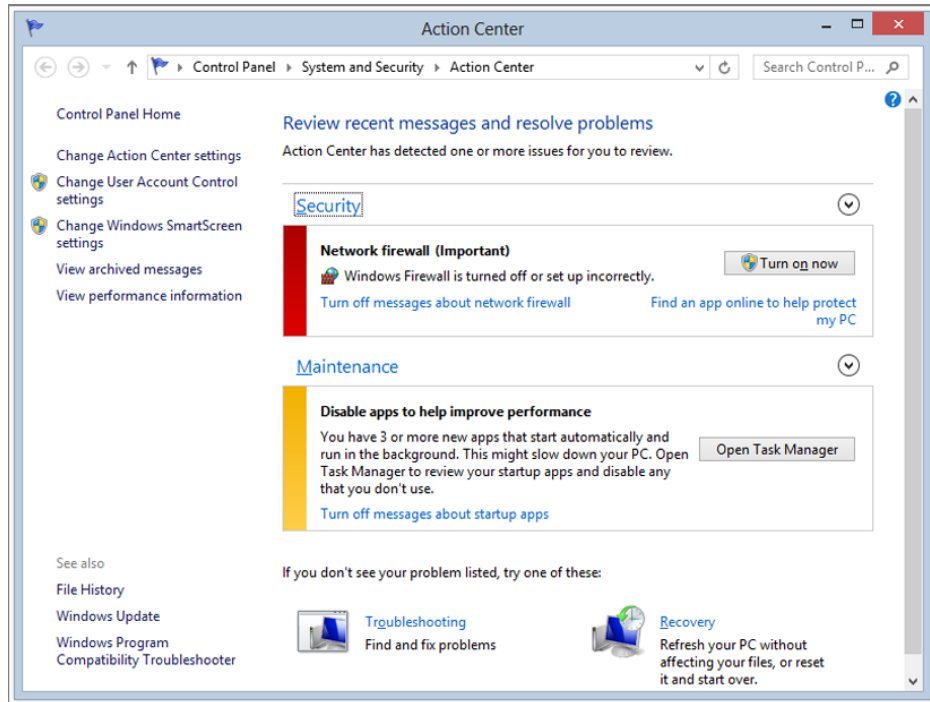 Action Center
Control Panel System and Security Action Center
Search Control P...
Control Panel Home
Change Action Center settings
Change User Account Control
settings
Change Windows SmartScreen
settings
View archived messages
View performance information
See also
File History
Windows Update
Windows Program
Compatibility Troubleshooter
?
Review recent messages and resolve problems
Action Center has detected one or more issues for you to review.
Security
Network firewall (Important)
Windows Firewall is turned off or set up incorrectly.
Turn on now
Turn off messages about network firewall
Find an app online to help protect
my PC
Maintenance
Disable apps to help improve performance
You have 3 or more new apps that start automatically and
run in the background. This might slow down your PC. Open
Task Manager to review your startup apps and disable any
that you don't use.
Open Task Manager
Turn off messages about startup apps
If you don't see your problem listed, try one of these:
Troubleshooting
Find and fix problems
Recovery
Refresh your PC without
affecting your files, or reset
it and start over.